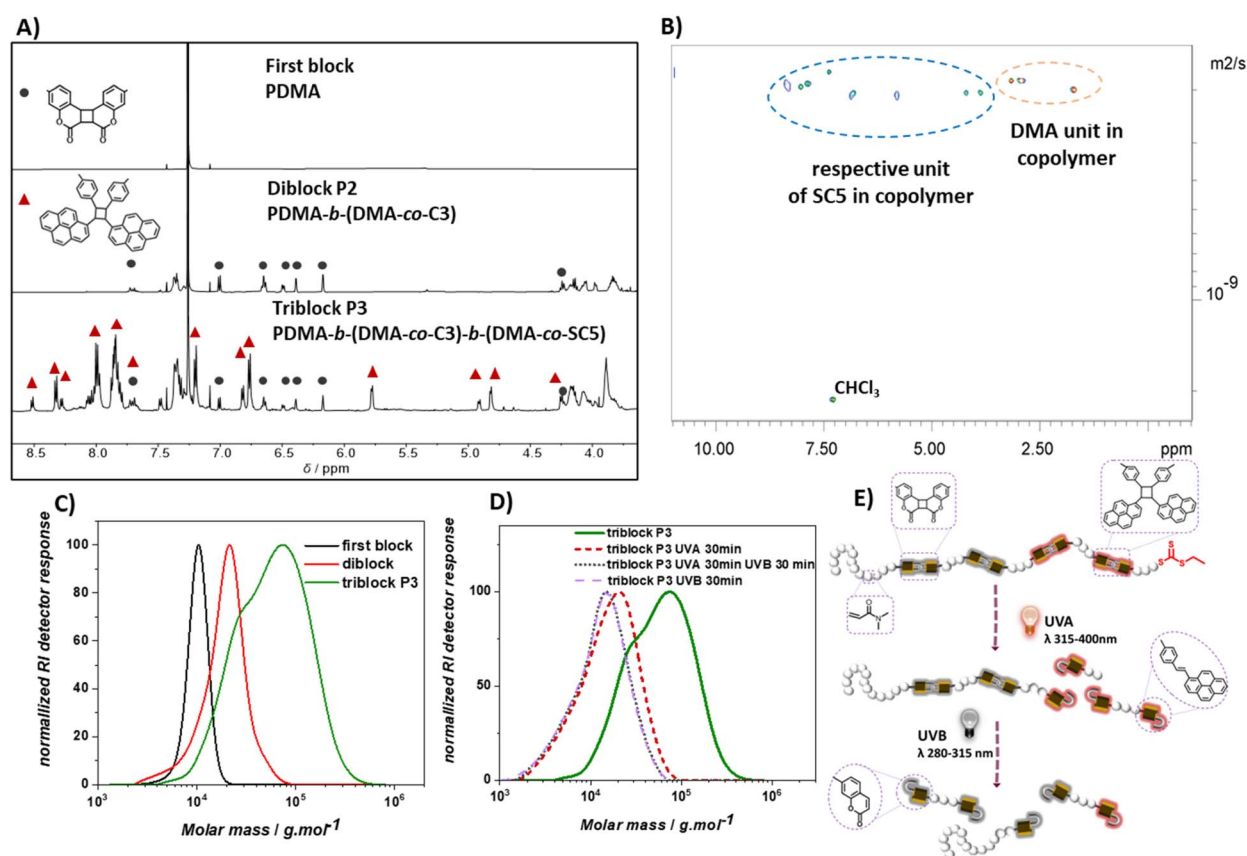 A)
First block
PDMA
Diblock P2
PDMA-b-(DMA-co-C3)
Triblock P3
PDMA-b-(DMA-co-C3)-b-(DMA-co-SC5)
8.5 8.0 7.5 7.0 6.5 6.0 5.5 5.0 4.5 4.0
δ / ppm
B)
m2/s
DMA unit in
copolymer
respective unit
of SC5 in copolymer
10⁻⁹
CHCl₃
10.00 7.50 5.00 2.50 ppm
C)
normallized RI detector response
100
80
60
40
20
0
first block
diblock
triblock P3
10³ 10⁴ 10⁵ 10⁶
Molar mass / g.mol⁻¹
D)
normallized RI detector response
100
50
0
triblock P3
triblock P3 UVA 30min
triblock P3 UVA 30min UVB 30 min
triblock P3 UVB 30min
10³ 10⁴ 10⁵ 10⁶
Molar mass / g.mol⁻¹
E)
UVA
λ 315-400nm
UVB
λ 280-315 nm